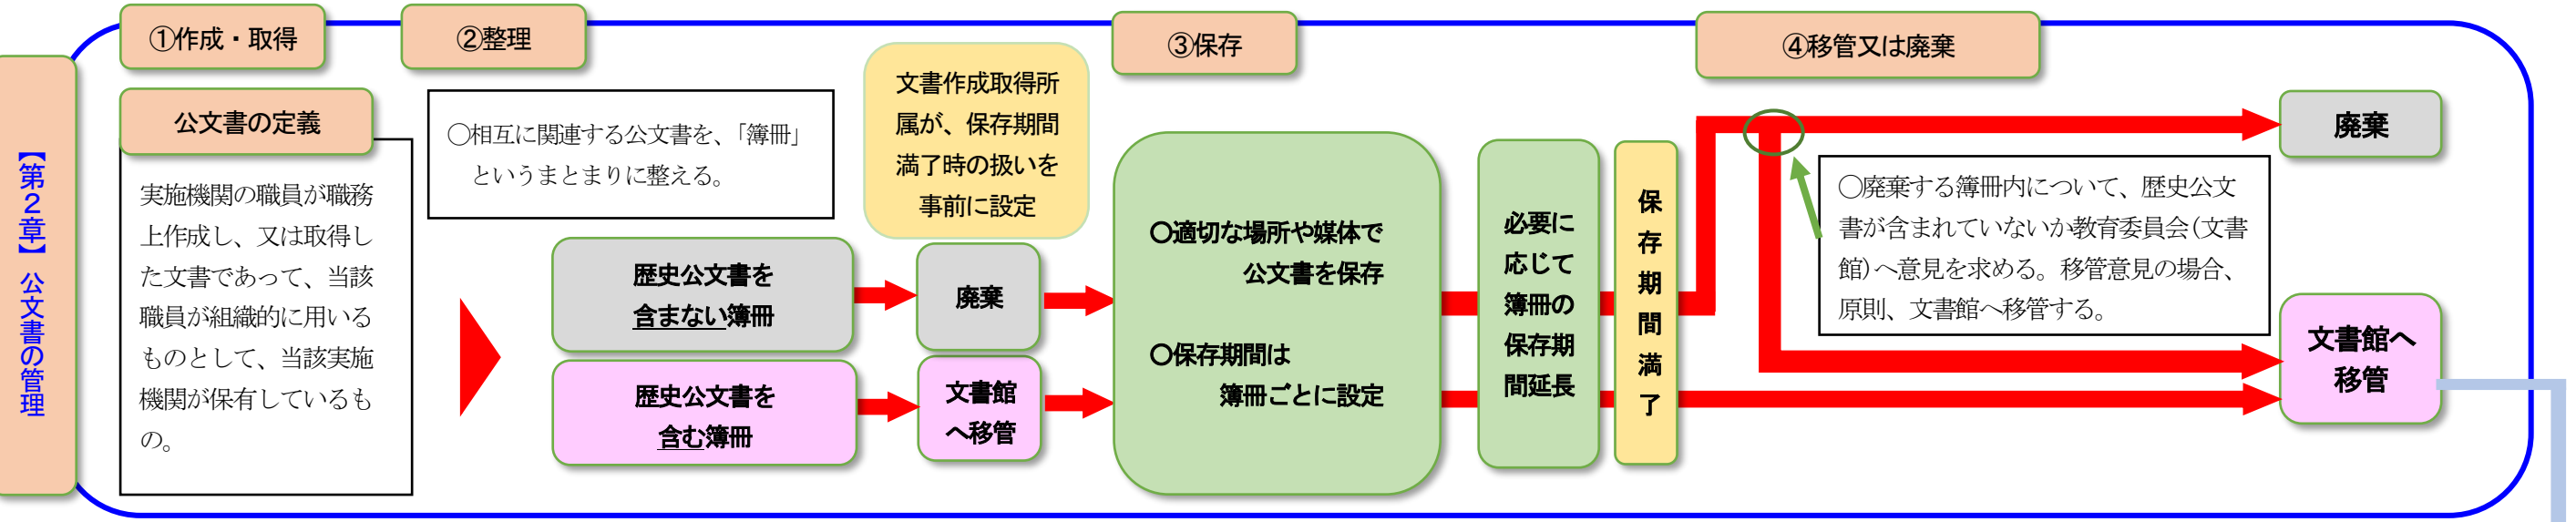 【第２章】公文書の管理
①作成・取得
公文書の定義
実施機関の職員が職務
上作成し、又は取得し
た文書であって、当該
職員が組織的に用いる
ものとして、当該実施
機関が保有しているも
の。
②整理
○相互に関連する公文書を、「簿冊」
というまとまりに整える。
文書作成取得所
属が、保存期間
満了時の扱いを
事前に設定
歴史公文書を
含まない簿冊
廃棄
歴史公文書を
含む簿冊
文書館
へ移管
③保存
○適切な場所や媒体で
公文書を保存
○保存期間は
簿冊ごとに設定
必要に
応じて
簿冊の
保存期
間延長
保存期間満了
④移管又は廃棄
廃棄
○廃棄する簿冊内について、歴史公文
書が含まれていないか教育委員会(文書
館)へ意見を求める。移管意見の場合、
原則、文書館へ移管する。
文書館へ
移管